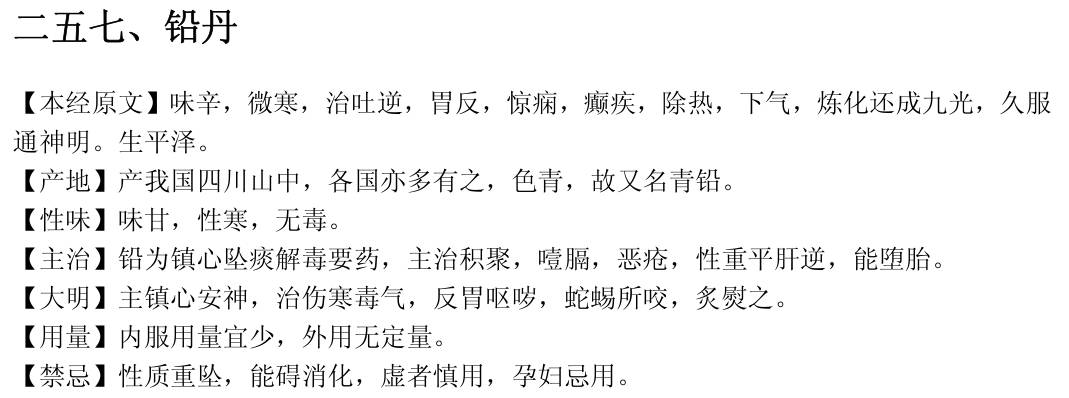 二五七、铅丹
【本经原文】味辛，微寒，治吐逆，胃反，惊痫，癫疾，除热，下气，炼化还成九光，久服
通神明。生平泽。
【产地】产我国四川山中，各国亦多有之，色青，故又名青铅。
【性味】味甘，性寒，无毒。
【主治】铅为镇心坠痰解毒要药，主治积聚，噎膈，恶疮，性重平肝逆，能堕胎。
【大明】主镇心安神，治伤寒毒气，反胃呕哕，蛇蜴所咬，炙熨之。
【用量】内服用量宜少，外用无定量。
【禁忌】性质重坠，能碍消化，虚者慎用，孕妇忌用。